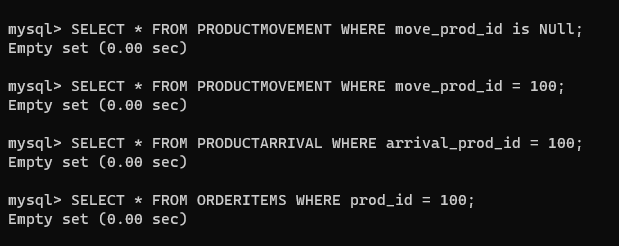 mysql> SELECT * FROM PRODUCTMOVEMENT WHERE move_prod_id is NUll;
Empty set (0.00 sec)
mysql> SELECT * FROM PRODUCTMOVEMENT WHERE move_prod_id = 100;
Empty set (0.00 sec)
mysql> SELECT * FROM PRODUCTARRIVAL WHERE arrival_prod_id = 100;
Empty set (0.00 sec)
mysql> SELECT * FROM ORDERITEMS WHERE prod_id = 100;
Empty set (0.00 sec)